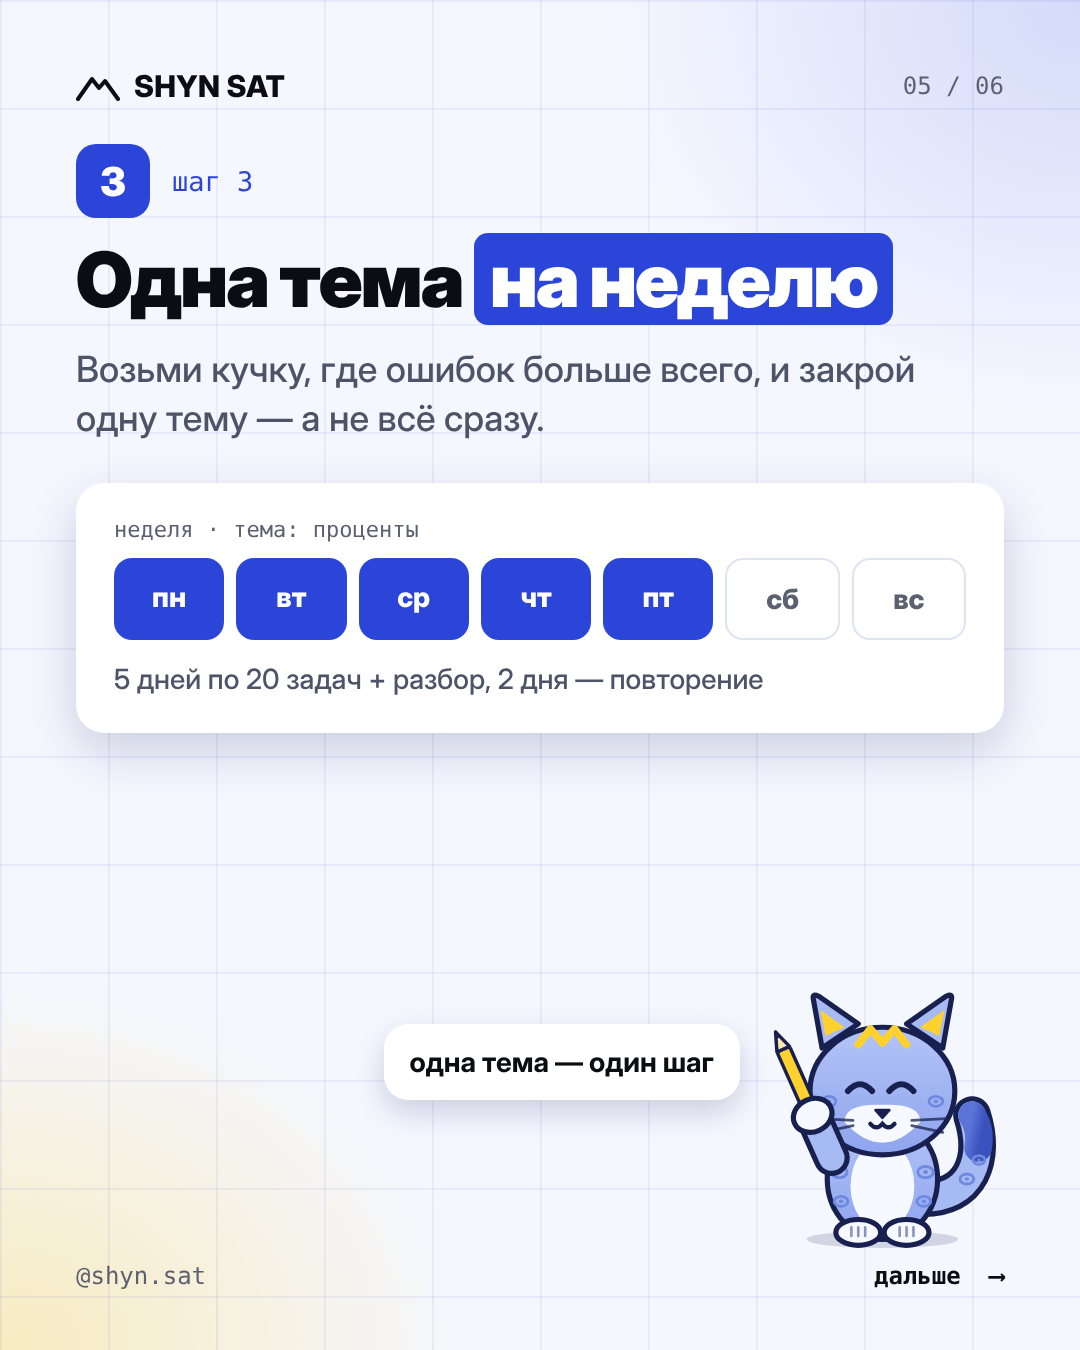 SHYN SAT
05 / 06
3
шаг 3
Одна тема на неделю
Возьми кучку, где ошибок больше всего, и закрой
одну тему — а не всё сразу.
неделя · тема: проценты
пн вт ср чт пт сб вс
5 дней по 20 задач + разбор, 2 дня — повторение
одна тема — один шаг
@shyn.sat
дальше →